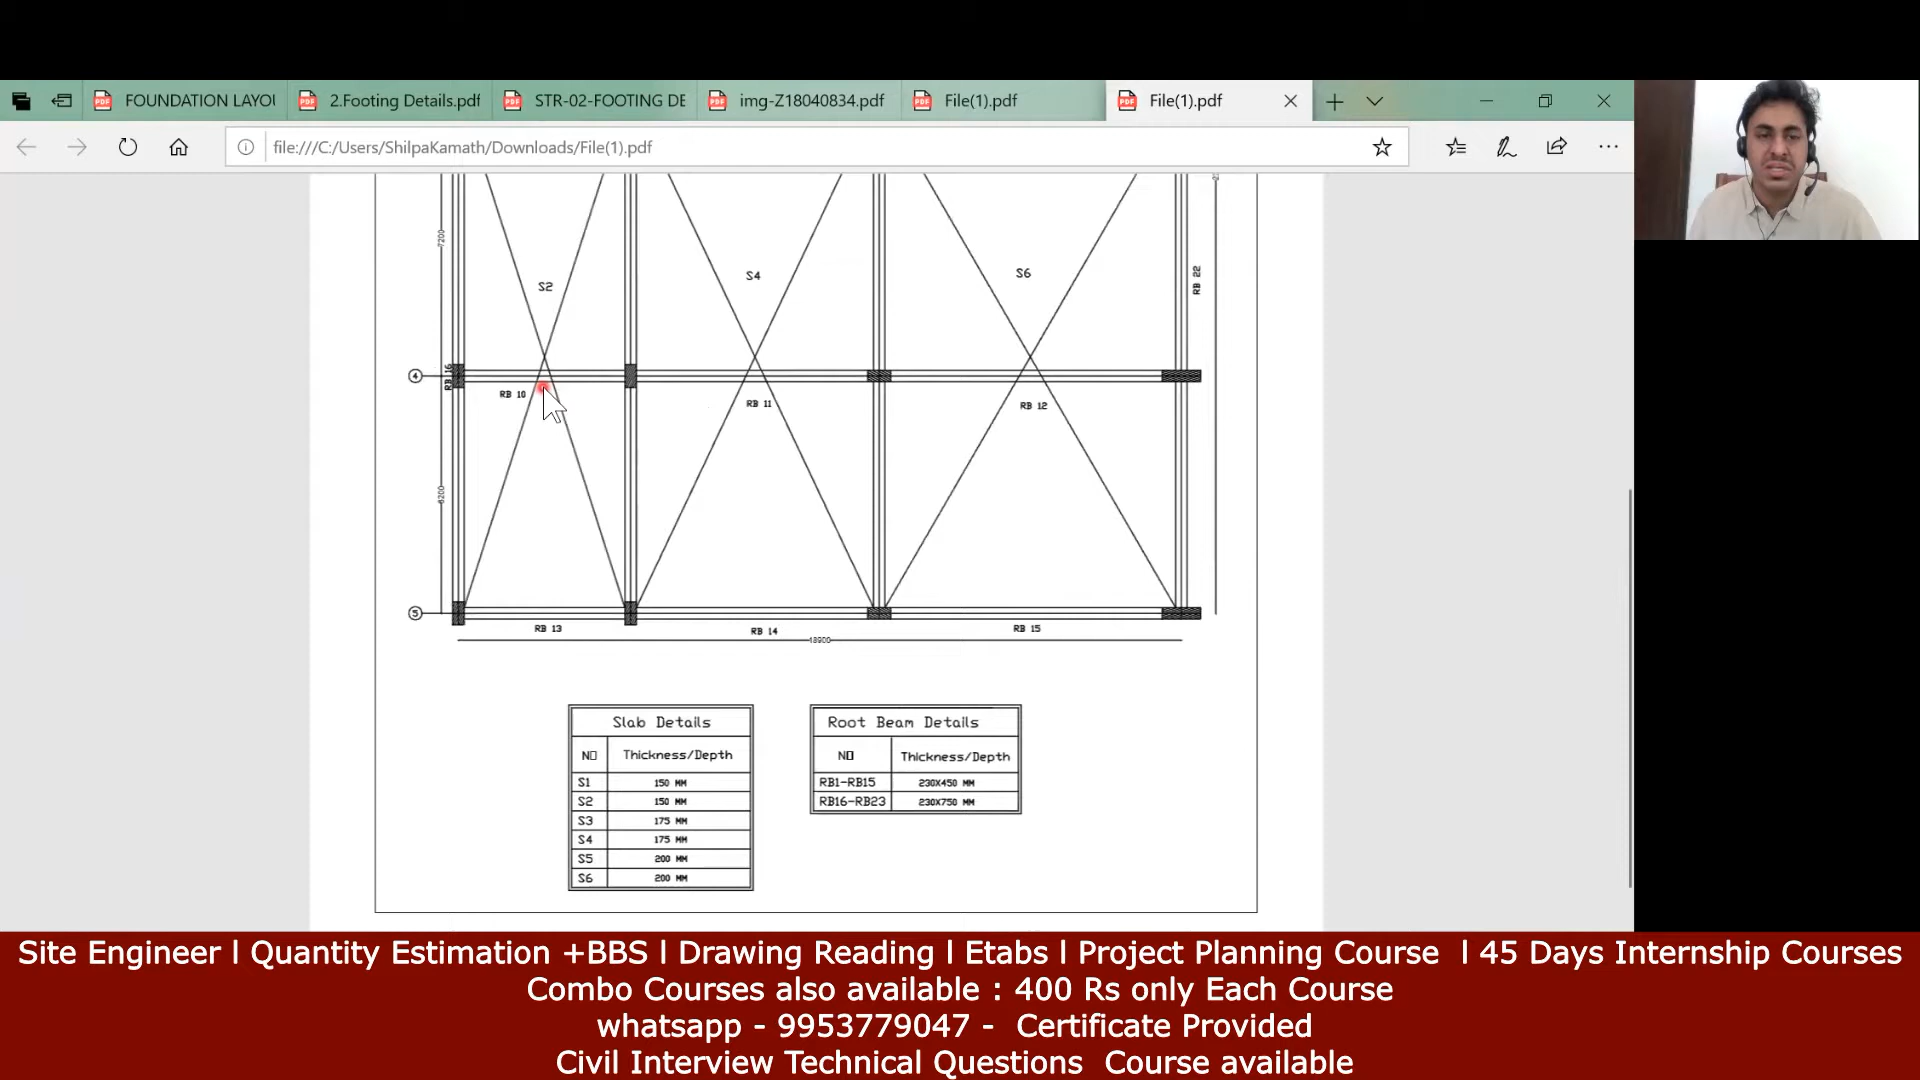 FOUNDATION LAYOU
2.Footing Details.pdf
STR-02-FOOTING DE
img-Z18040834.pdf
File(1).pdf
File(1).pdf
file:///C:/Users/ShilpaKamath/Downloads/File(1).pdf
7200
S2
S4
S6
RB 22
4
RB 16
RB 10
RB 11
RB 12
6200
5
RB 13
RB 14
RB 15
18900
Slab Details
NO Thickness/Depth
S1 150 MM
S2 150 MM
S3 175 MM
S4 175 MM
S5 200 MM
S6 200 MM
Root Beam Details
NO Thickness/Depth
RB1-RB15 230X450 MM
RB16-RB23 230X750 MM
Site Engineer l Quantity Estimation +BBS l Drawing Reading l Etabs l Project Planning Course l 45 Days Internship Courses
Combo Courses also available : 400 Rs only Each Course
whatsapp - 9953779047 - Certificate Provided
Civil Interview Technical Questions Course available